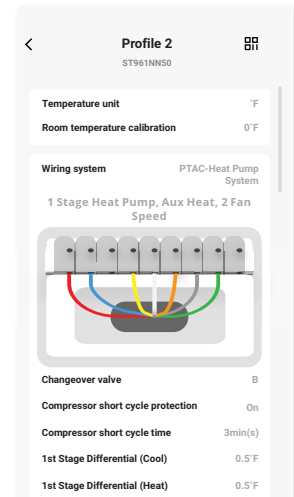 Profile 2
ST961NN50
Temperature unit °F
Room temperature calibration 0°F
Wiring system PTAC-Heat Pump
System
1 Stage Heat Pump, Aux Heat, 2 Fan
Speed
Changeover valve B
Compressor short cycle protection On
Compressor short cycle time 3min(s)
1st Stage Differential (Cool) 0.5°F
1st Stage Differential (Heat) 0.5°F